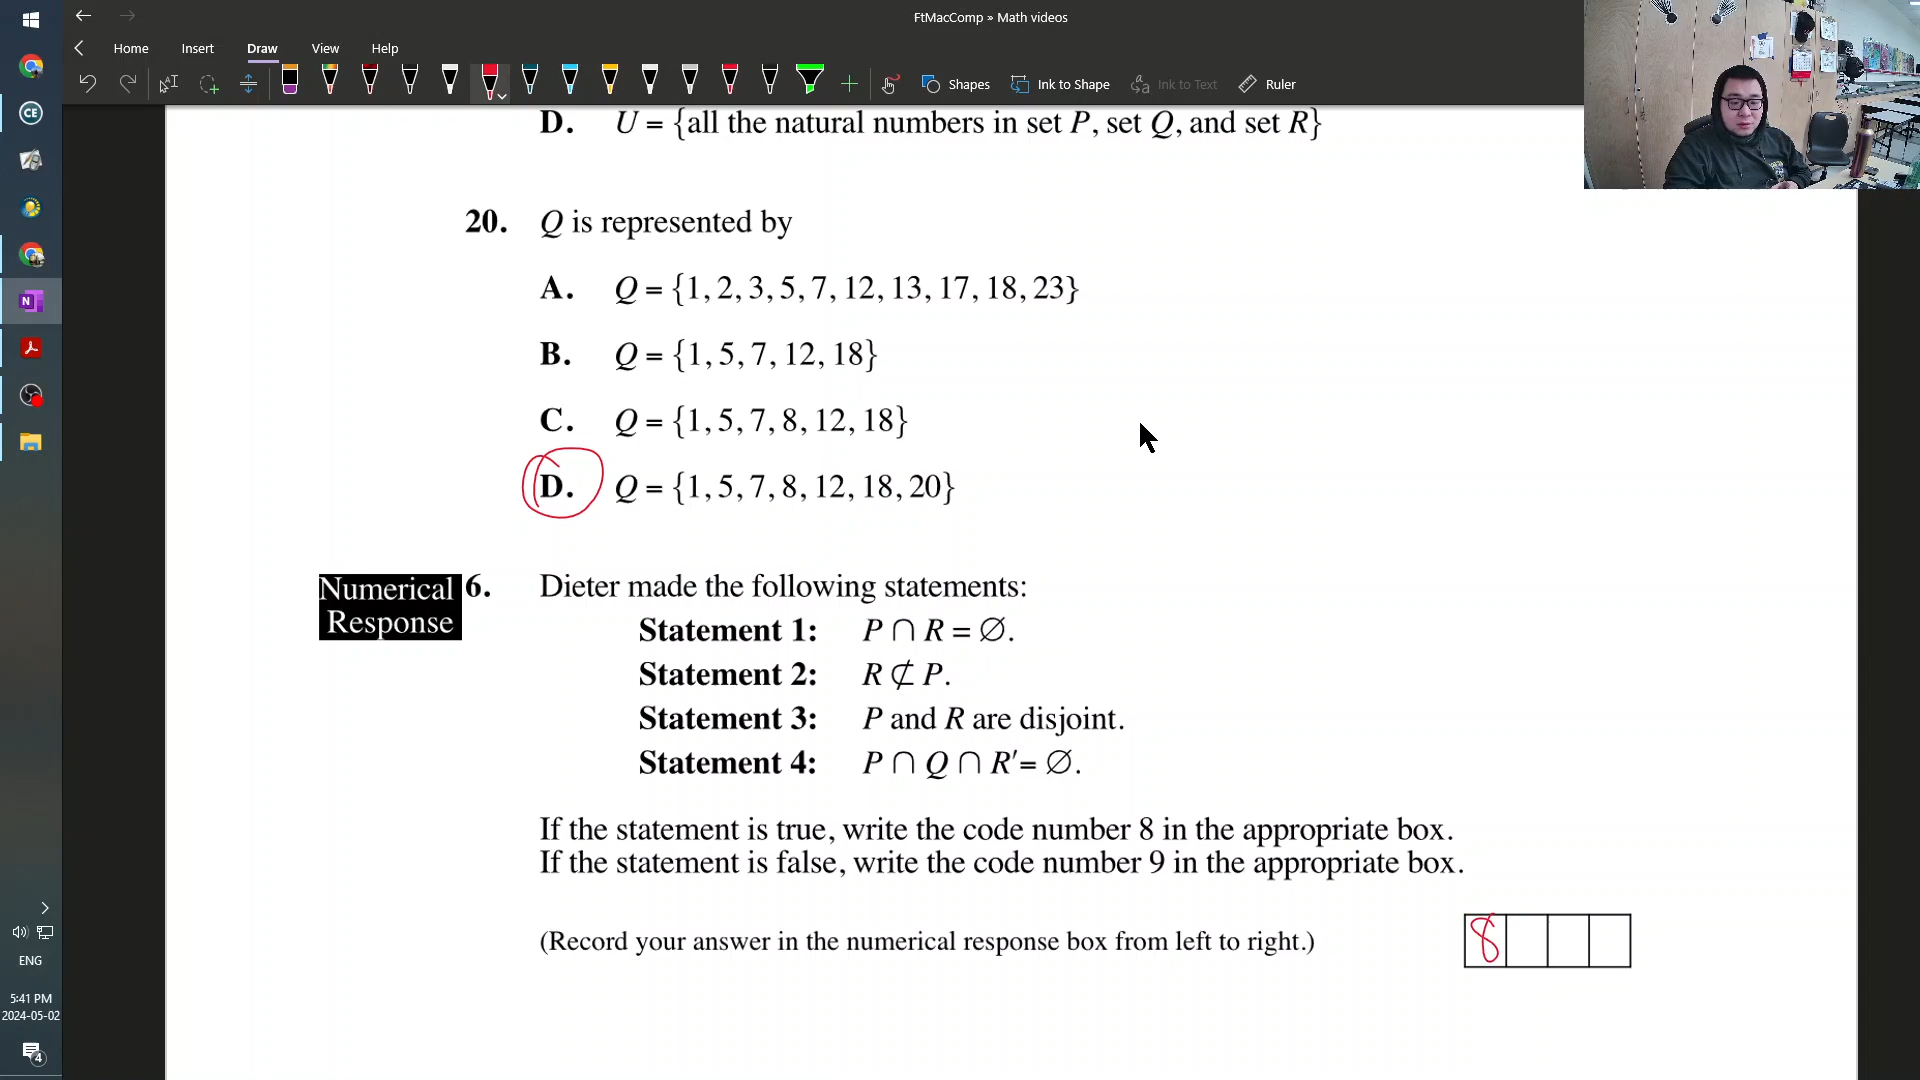 FtMacComp » Math videos
Home Insert Draw View Help
Shapes Ink to Shape Ink to Text Ruler
D. U = {all the natural numbers in set P, set Q, and set R}
20. Q is represented by
A. Q = {1, 2, 3, 5, 7, 12, 13, 17, 18, 23}
B. Q = {1, 5, 7, 12, 18}
C. Q = {1, 5, 7, 8, 12, 18}
D. Q = {1, 5, 7, 8, 12, 18, 20}
Numerical Response
6. Dieter made the following statements:
Statement 1: P ∩ R = ∅.
Statement 2: R ⊄ P.
Statement 3: P and R are disjoint.
Statement 4: P ∩ Q ∩ R′= ∅.
If the statement is true, write the code number 8 in the appropriate box.
If the statement is false, write the code number 9 in the appropriate box.
(Record your answer in the numerical response box from left to right.)
8
ENG
5:41 PM
2024-05-02
4